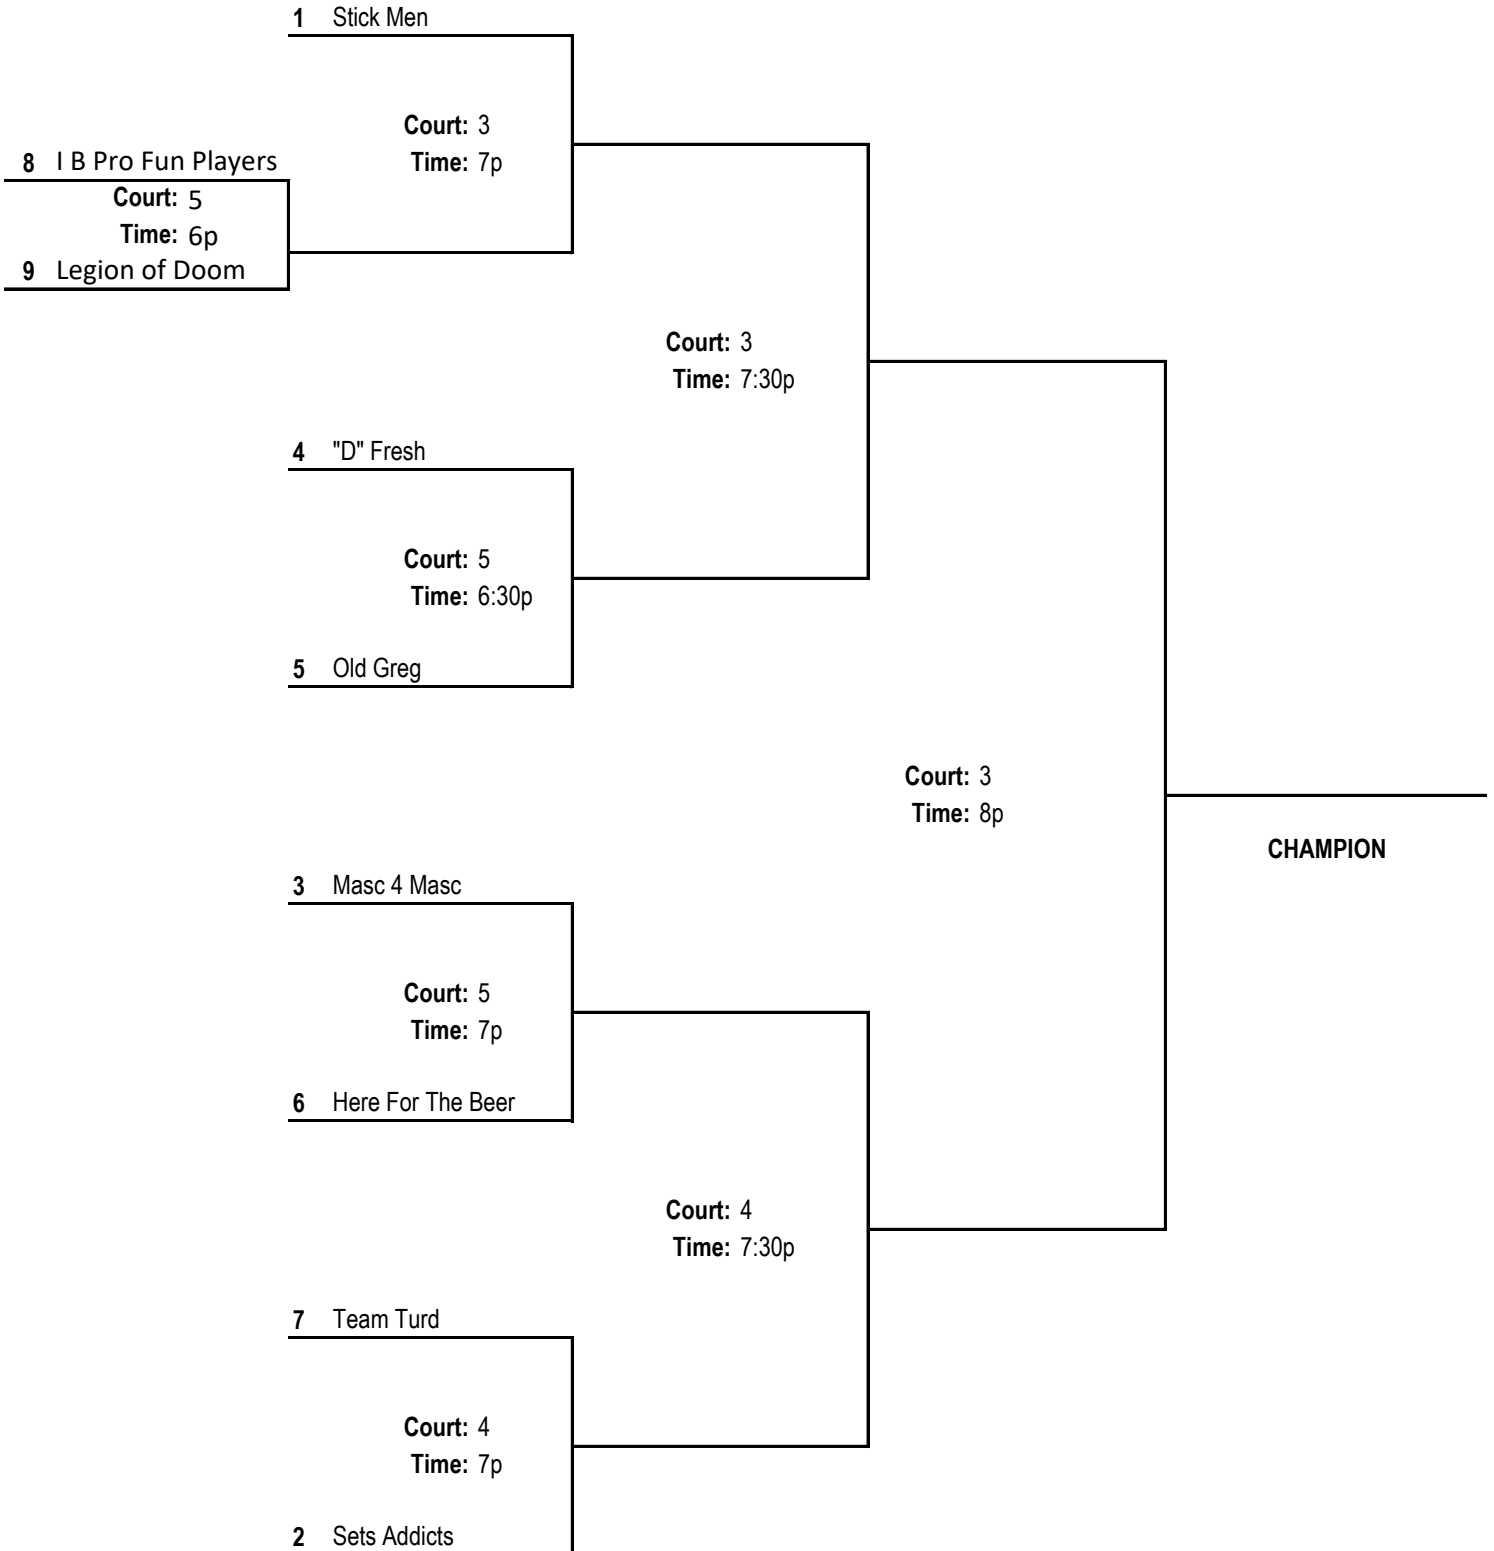 1 Stick Men
Court: 3
Time: 7p
8 I B Pro Fun Players
Court: 5
Time: 6p
9 Legion of Doom
Court: 3
Time: 7:30p
4 "D" Fresh
Court: 5
Time: 6:30p
5 Old Greg
Court: 3
Time: 8p
CHAMPION
3 Masc 4 Masc
Court: 5
Time: 7p
6 Here For The Beer
Court: 4
Time: 7:30p
7 Team Turd
Court: 4
Time: 7p
2 Sets Addicts